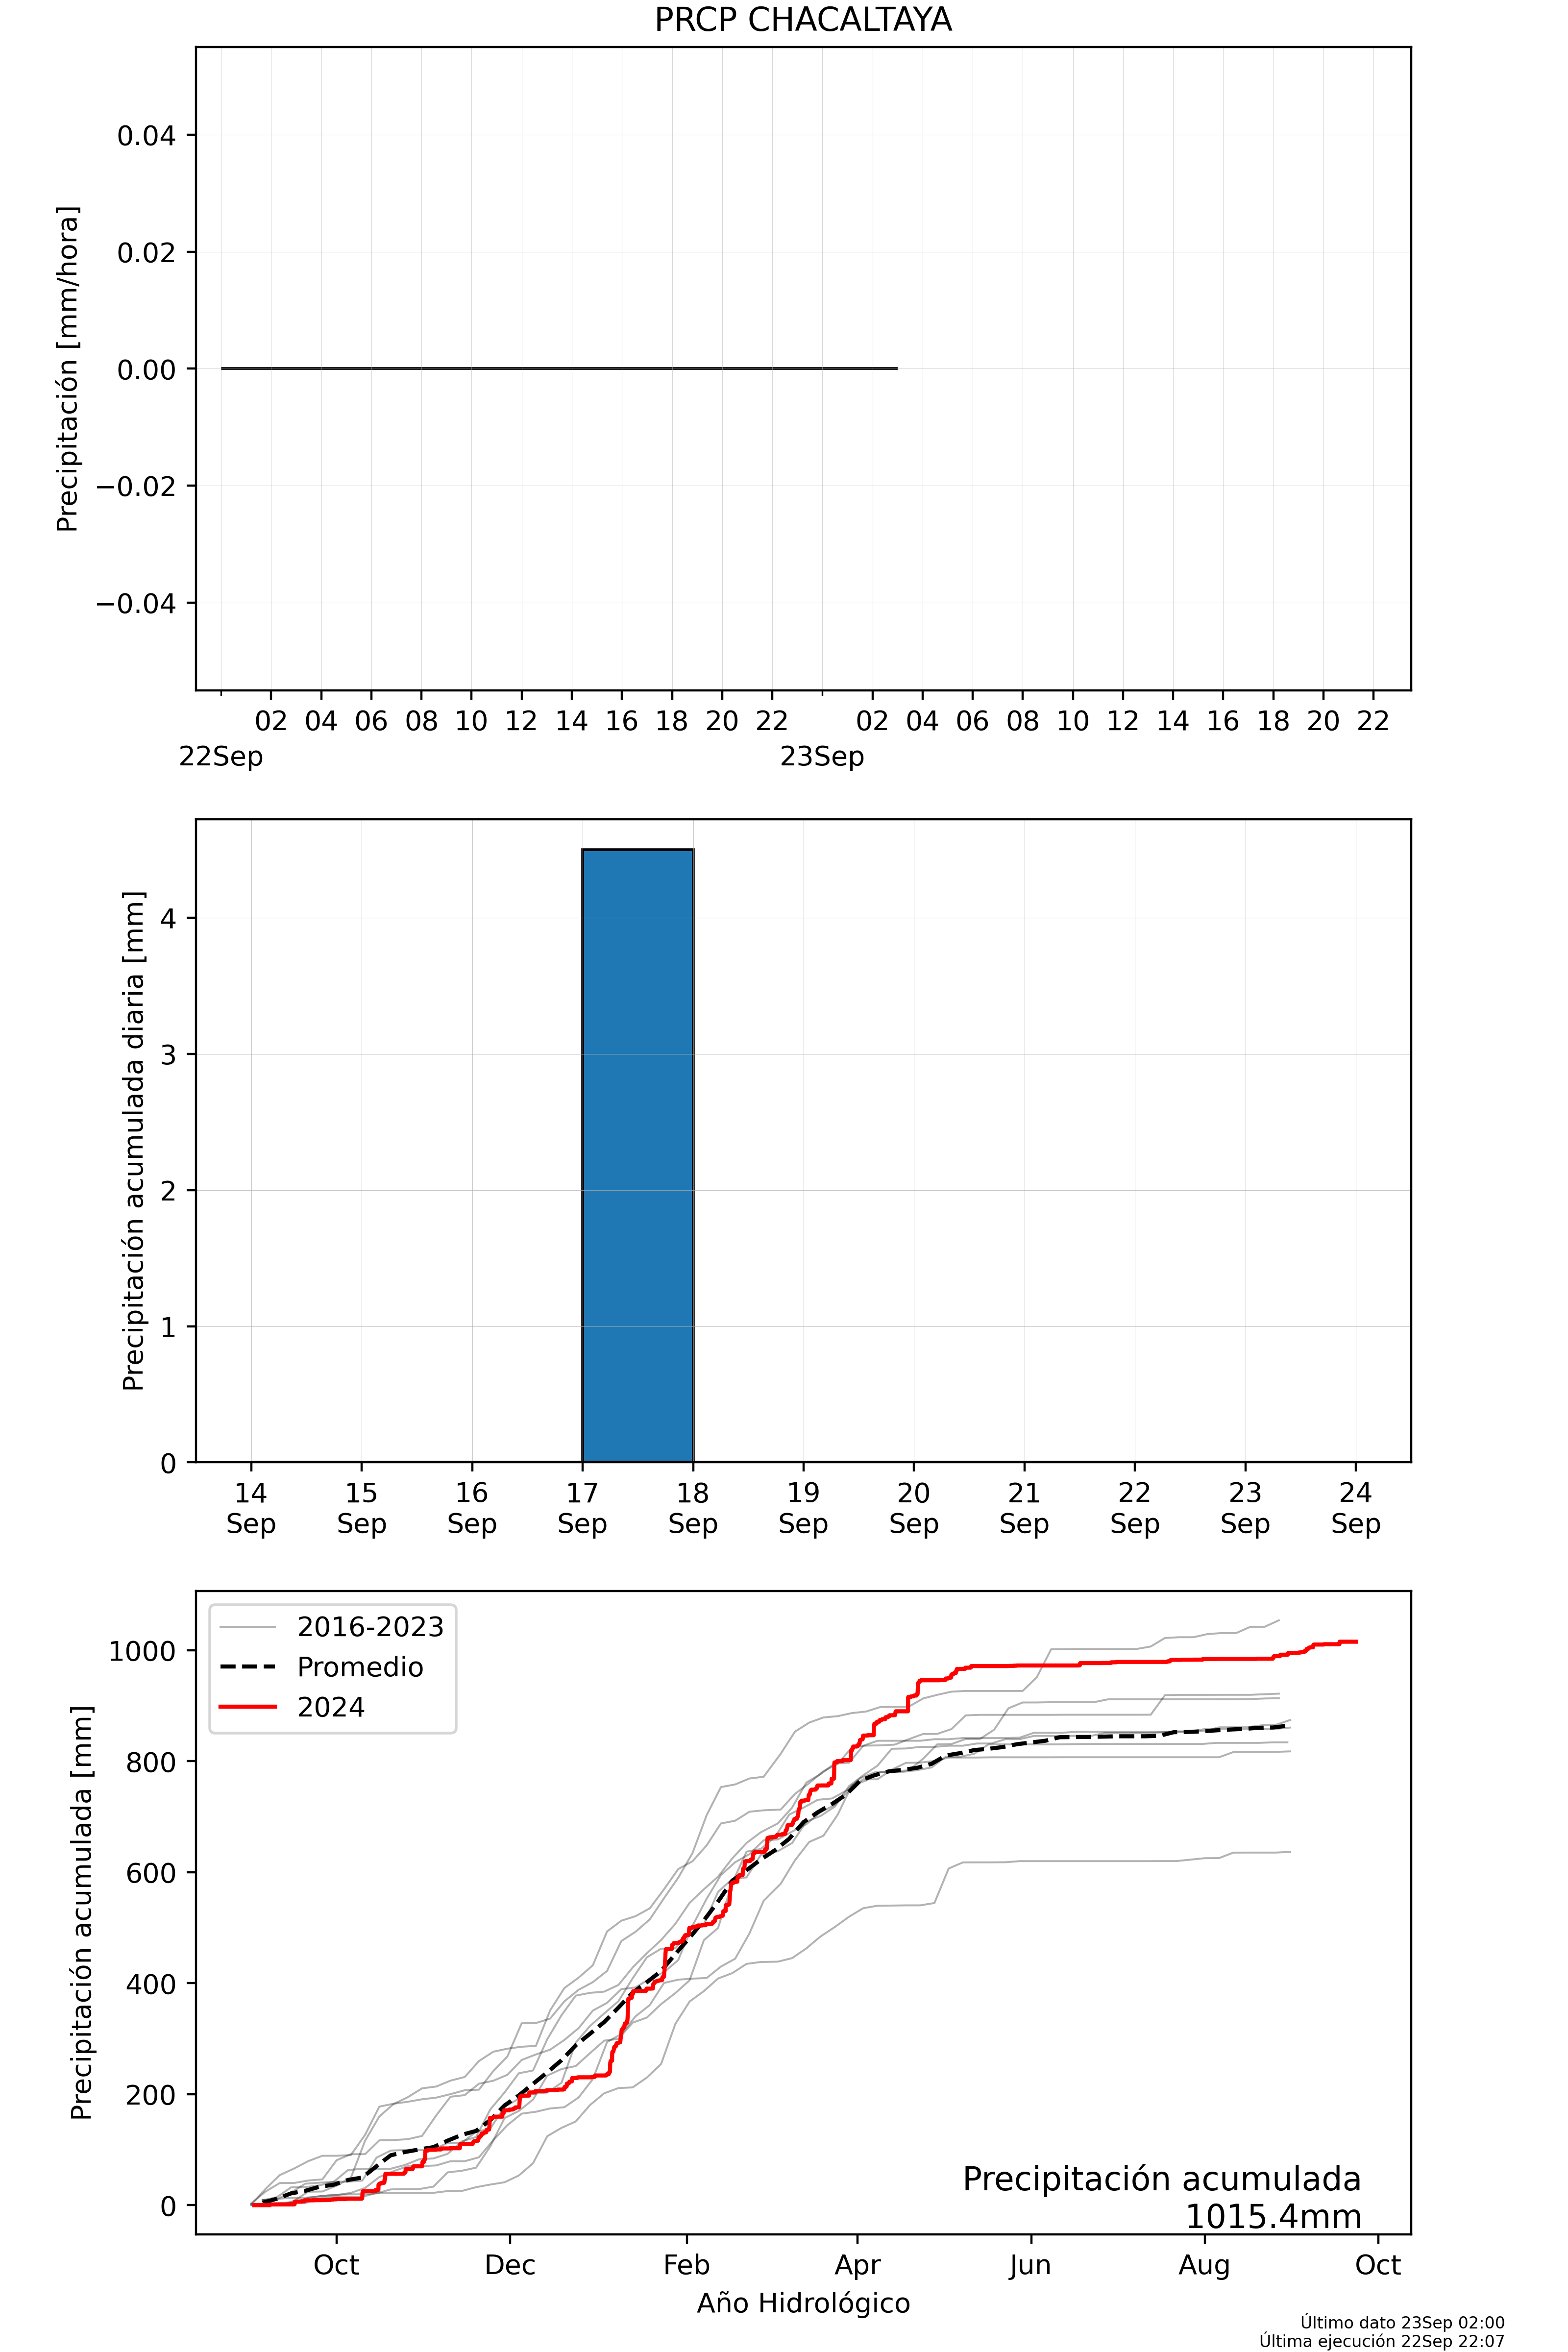 PRCP CHACALTAYA
Precipitación [mm/hora]
0.04
0.02
0.00
−0.02
−0.04
02 04 06 08 10 12 14 16 18 20 22 02 04 06 08 10 12 14 16 18 20 22
22Sep 23Sep
Precipitación acumulada diaria [mm]
4
3
2
1
0
14 15 16 17 18 19 20 21 22 23 24
Sep Sep Sep Sep Sep Sep Sep Sep Sep Sep Sep
Precipitación acumulada [mm]
1000
800
600
400
200
0
2016-2023
Promedio
2024
Precipitación acumulada
1015.4mm
Oct Dec Feb Apr Jun Aug Oct
Año Hidrológico
Último dato 23Sep 02:00
Última ejecución 22Sep 22:07